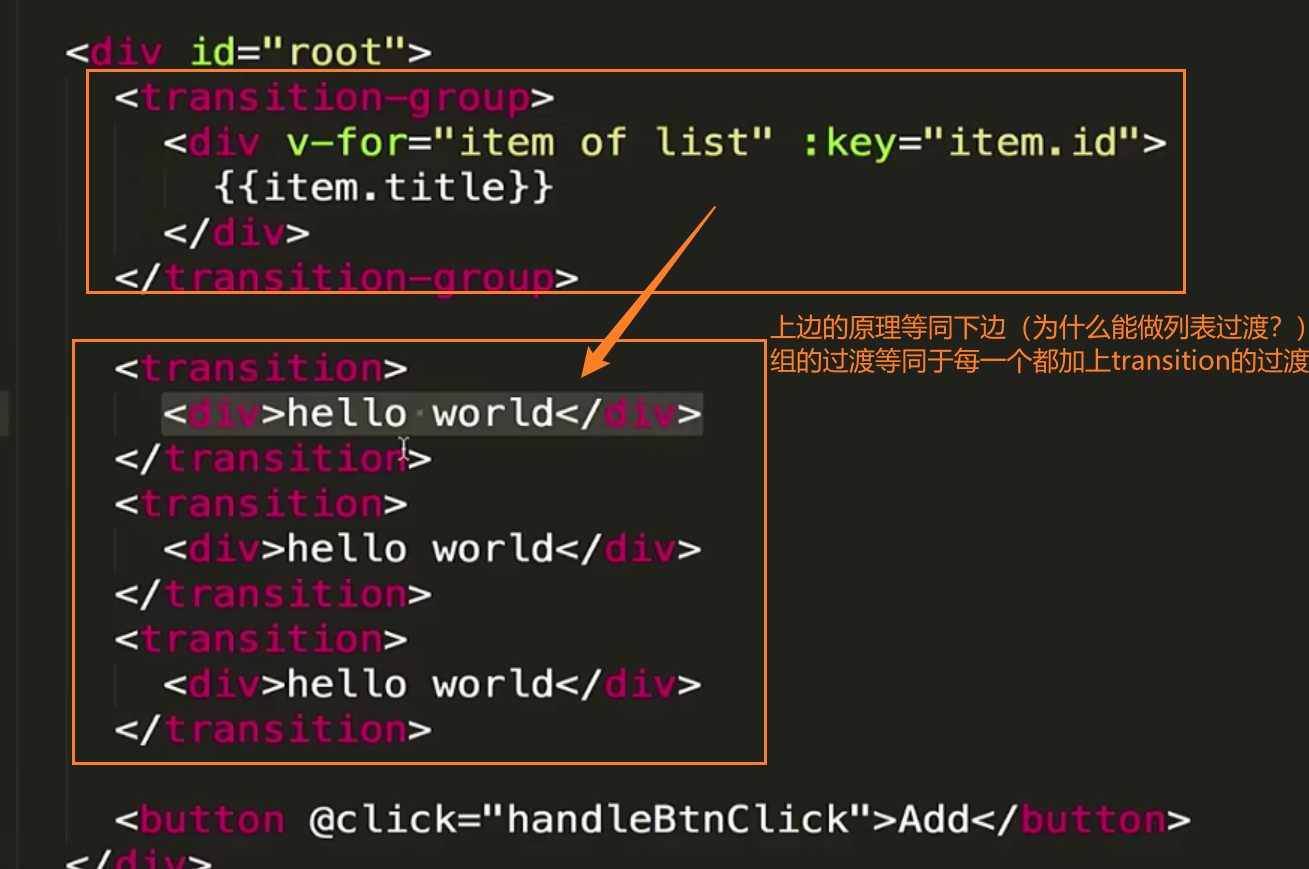 <div id="root">
<transition-group>
<div v-for="item of list" :key="item.id">
{{item.title}}
</div>
</transition-group>
上边的原理等同下边（为什么能做列表过渡？）
组的过渡等同于每一个都加上transition的过渡
<transition>
<div>hello world</div>
</transition>
<transition>
<div>hello world</div>
</transition>
<transition>
<div>hello world</div>
</transition>
<button @click="handleBtnClick">Add</button>
</div>